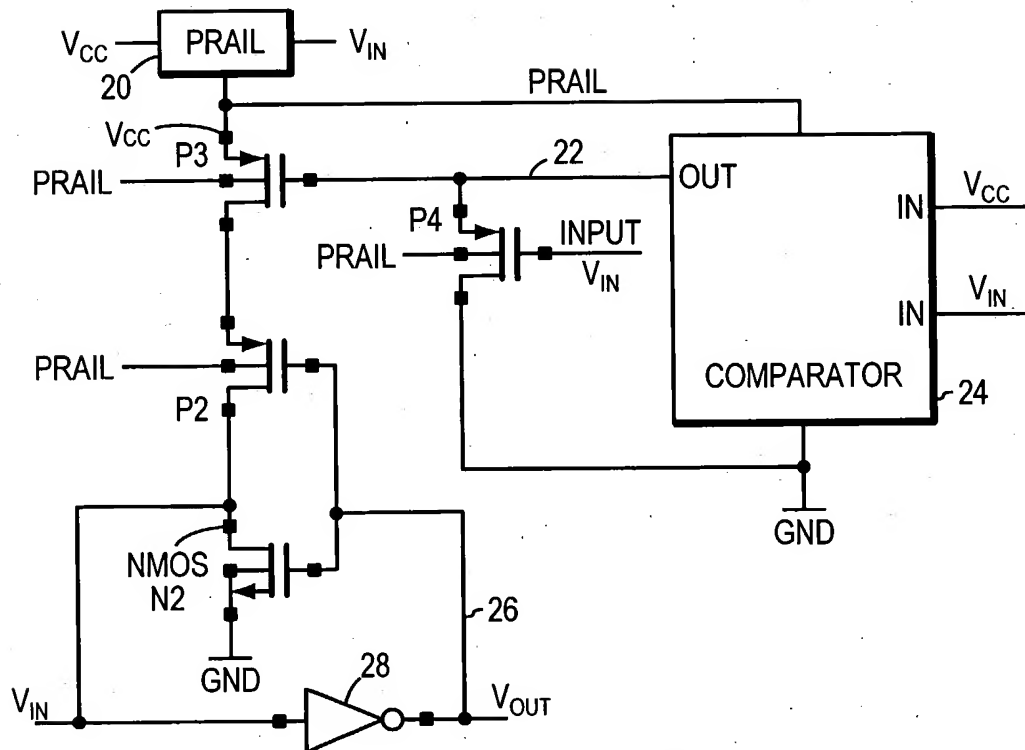 V_CC PRAIL V_IN
20
PRAIL
V_CC
P3
PRAIL
22
OUT
IN V_CC
P4
INPUT
PRAIL
V_IN
IN V_IN
PRAIL
COMPARATOR
24
P2
GND
NMOS
N2
26
GND
28
V_IN
V_OUT